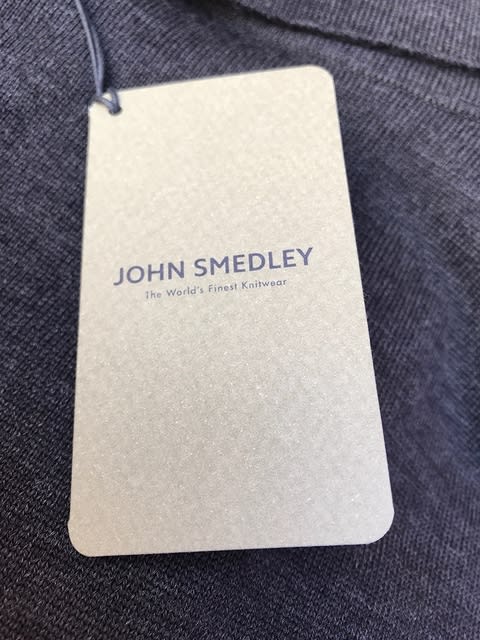 JOHN SMEDLEY
The World's Finest Knitwear